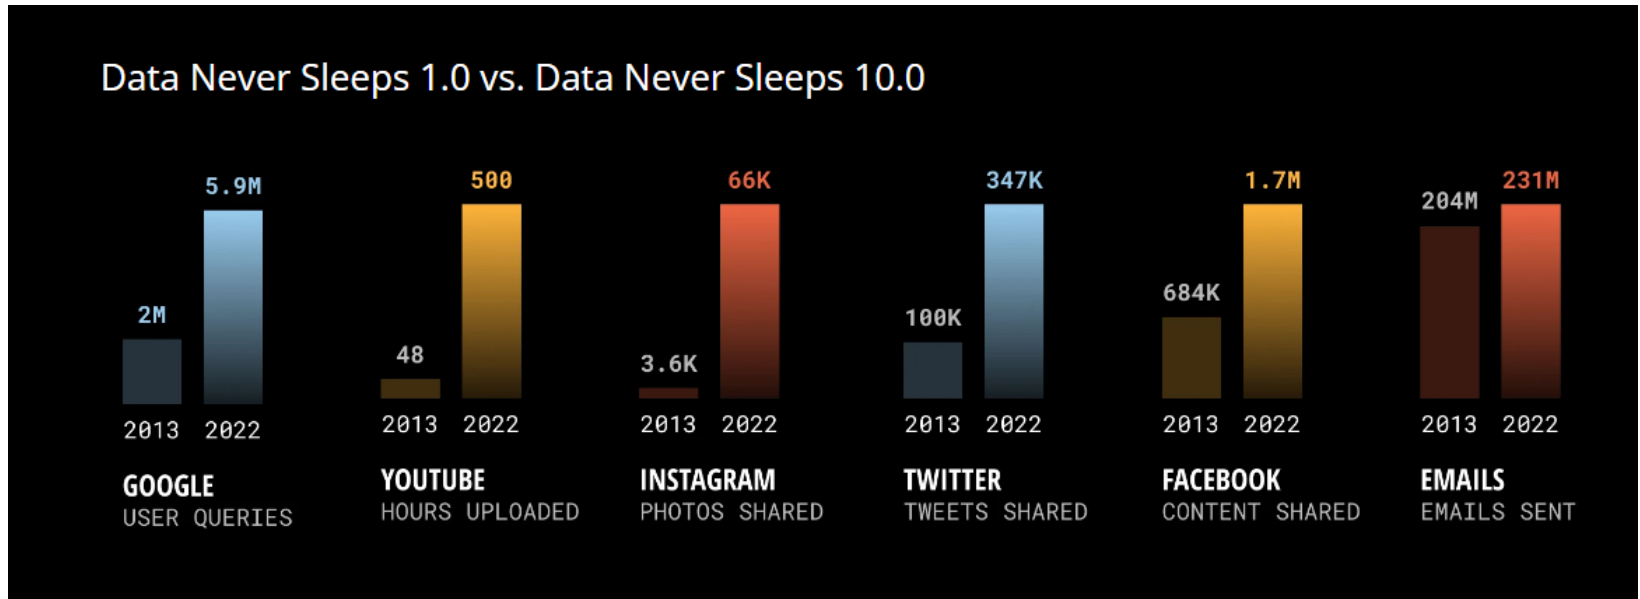 Data Never Sleeps 1.0 vs. Data Never Sleeps 10.0
5.9M
2M
2013 2022
GOOGLE
USER QUERIES
500
48
2013 2022
YOUTUBE
HOURS UPLOADED
66K
3.6K
2013 2022
INSTAGRAM
PHOTOS SHARED
347K
100K
2013 2022
TWITTER
TWEETS SHARED
1.7M
684K
2013 2022
FACEBOOK
CONTENT SHARED
231M
204M
2013 2022
EMAILS
EMAILS SENT